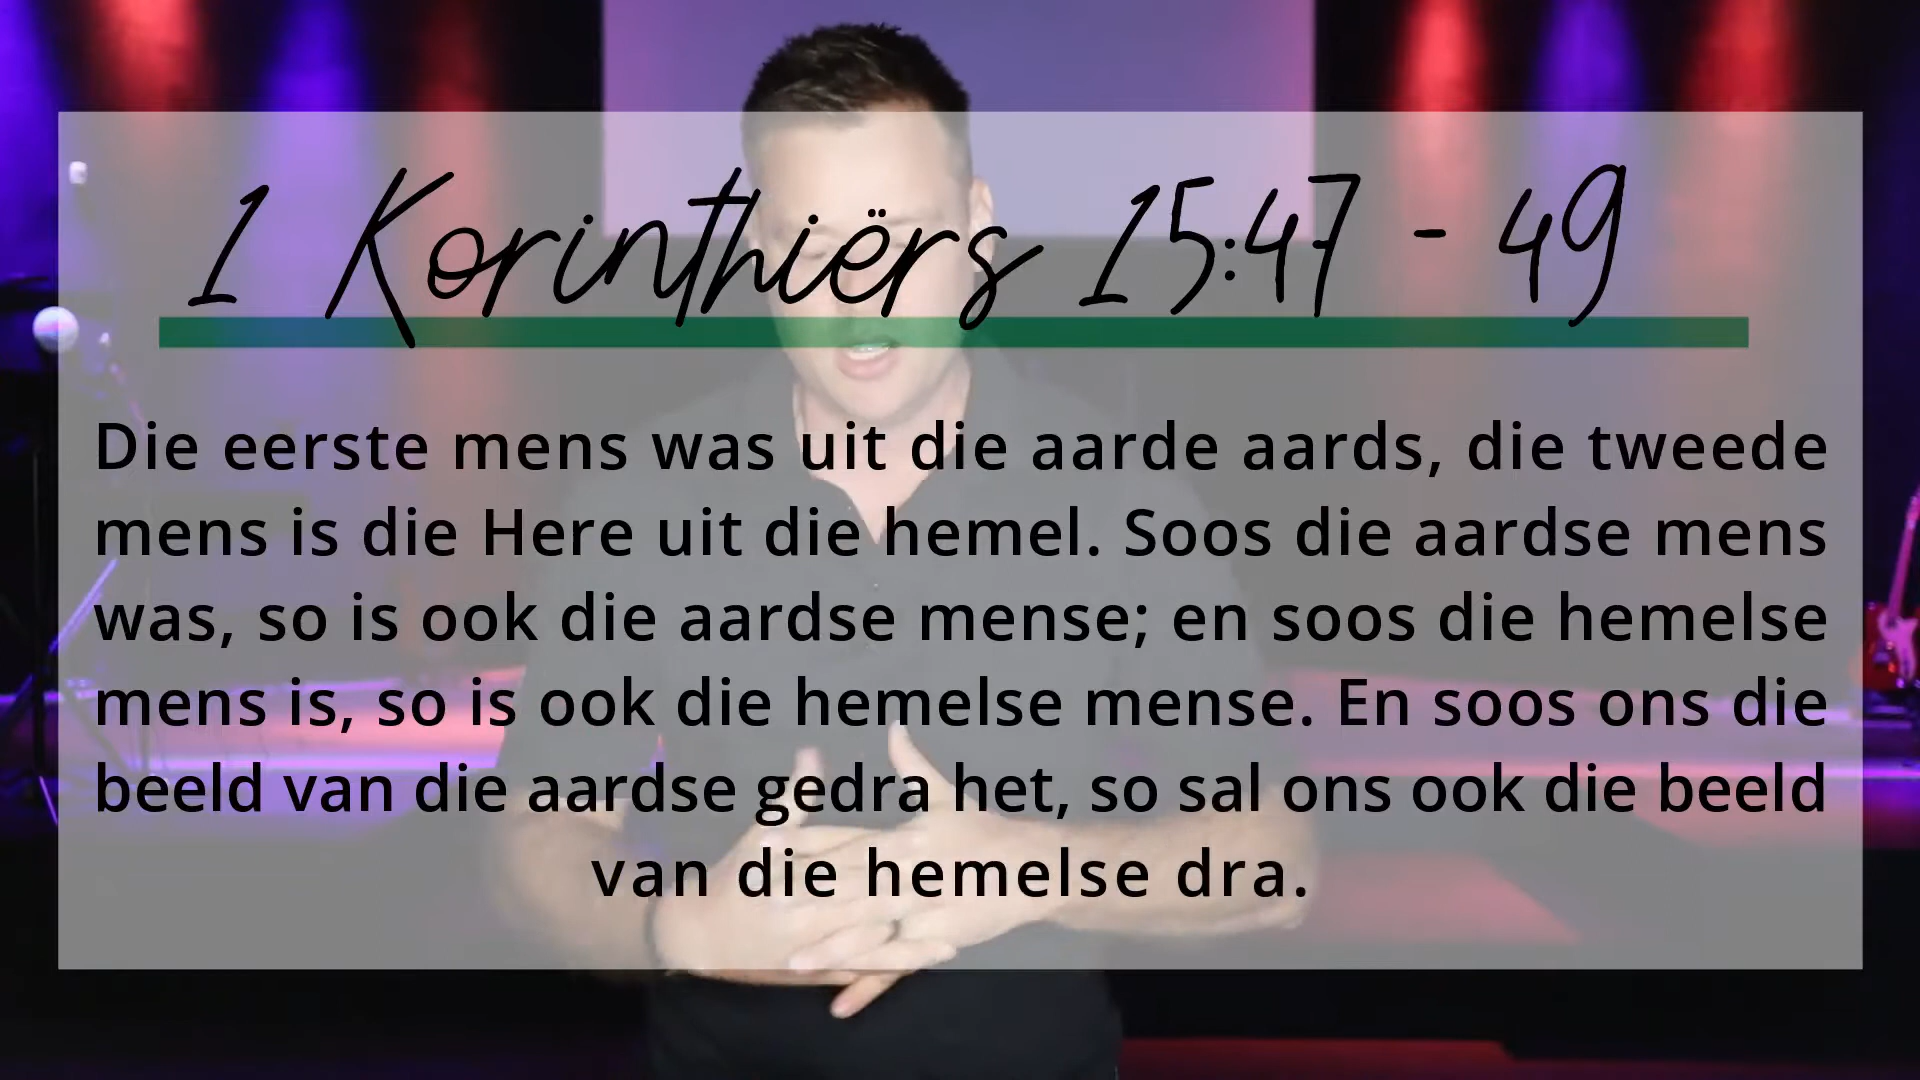 1 Korinthiërs 15:47 - 49
Die eerste mens was uit die aarde aards, die tweede
mens is die Here uit die hemel. Soos die aardse mens
was, so is ook die aardse mense; en soos die hemelse
mens is, so is ook die hemelse mense. En soos ons die
beeld van die aardse gedra het, so sal ons ook die beeld
van die hemelse dra.